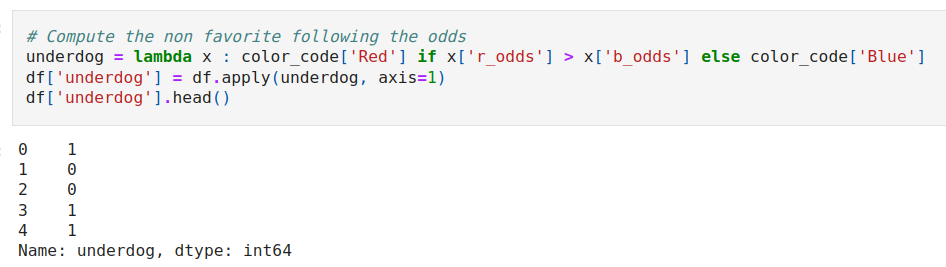 # Compute the non favorite following the odds
underdog = lambda x : color_code['Red'] if x['r_odds'] > x['b_odds'] else color_code['Blue']
df['underdog'] = df.apply(underdog, axis=1)
df['underdog'].head()
0    1
1    0
2    0
3    1
4    1
Name: underdog, dtype: int64